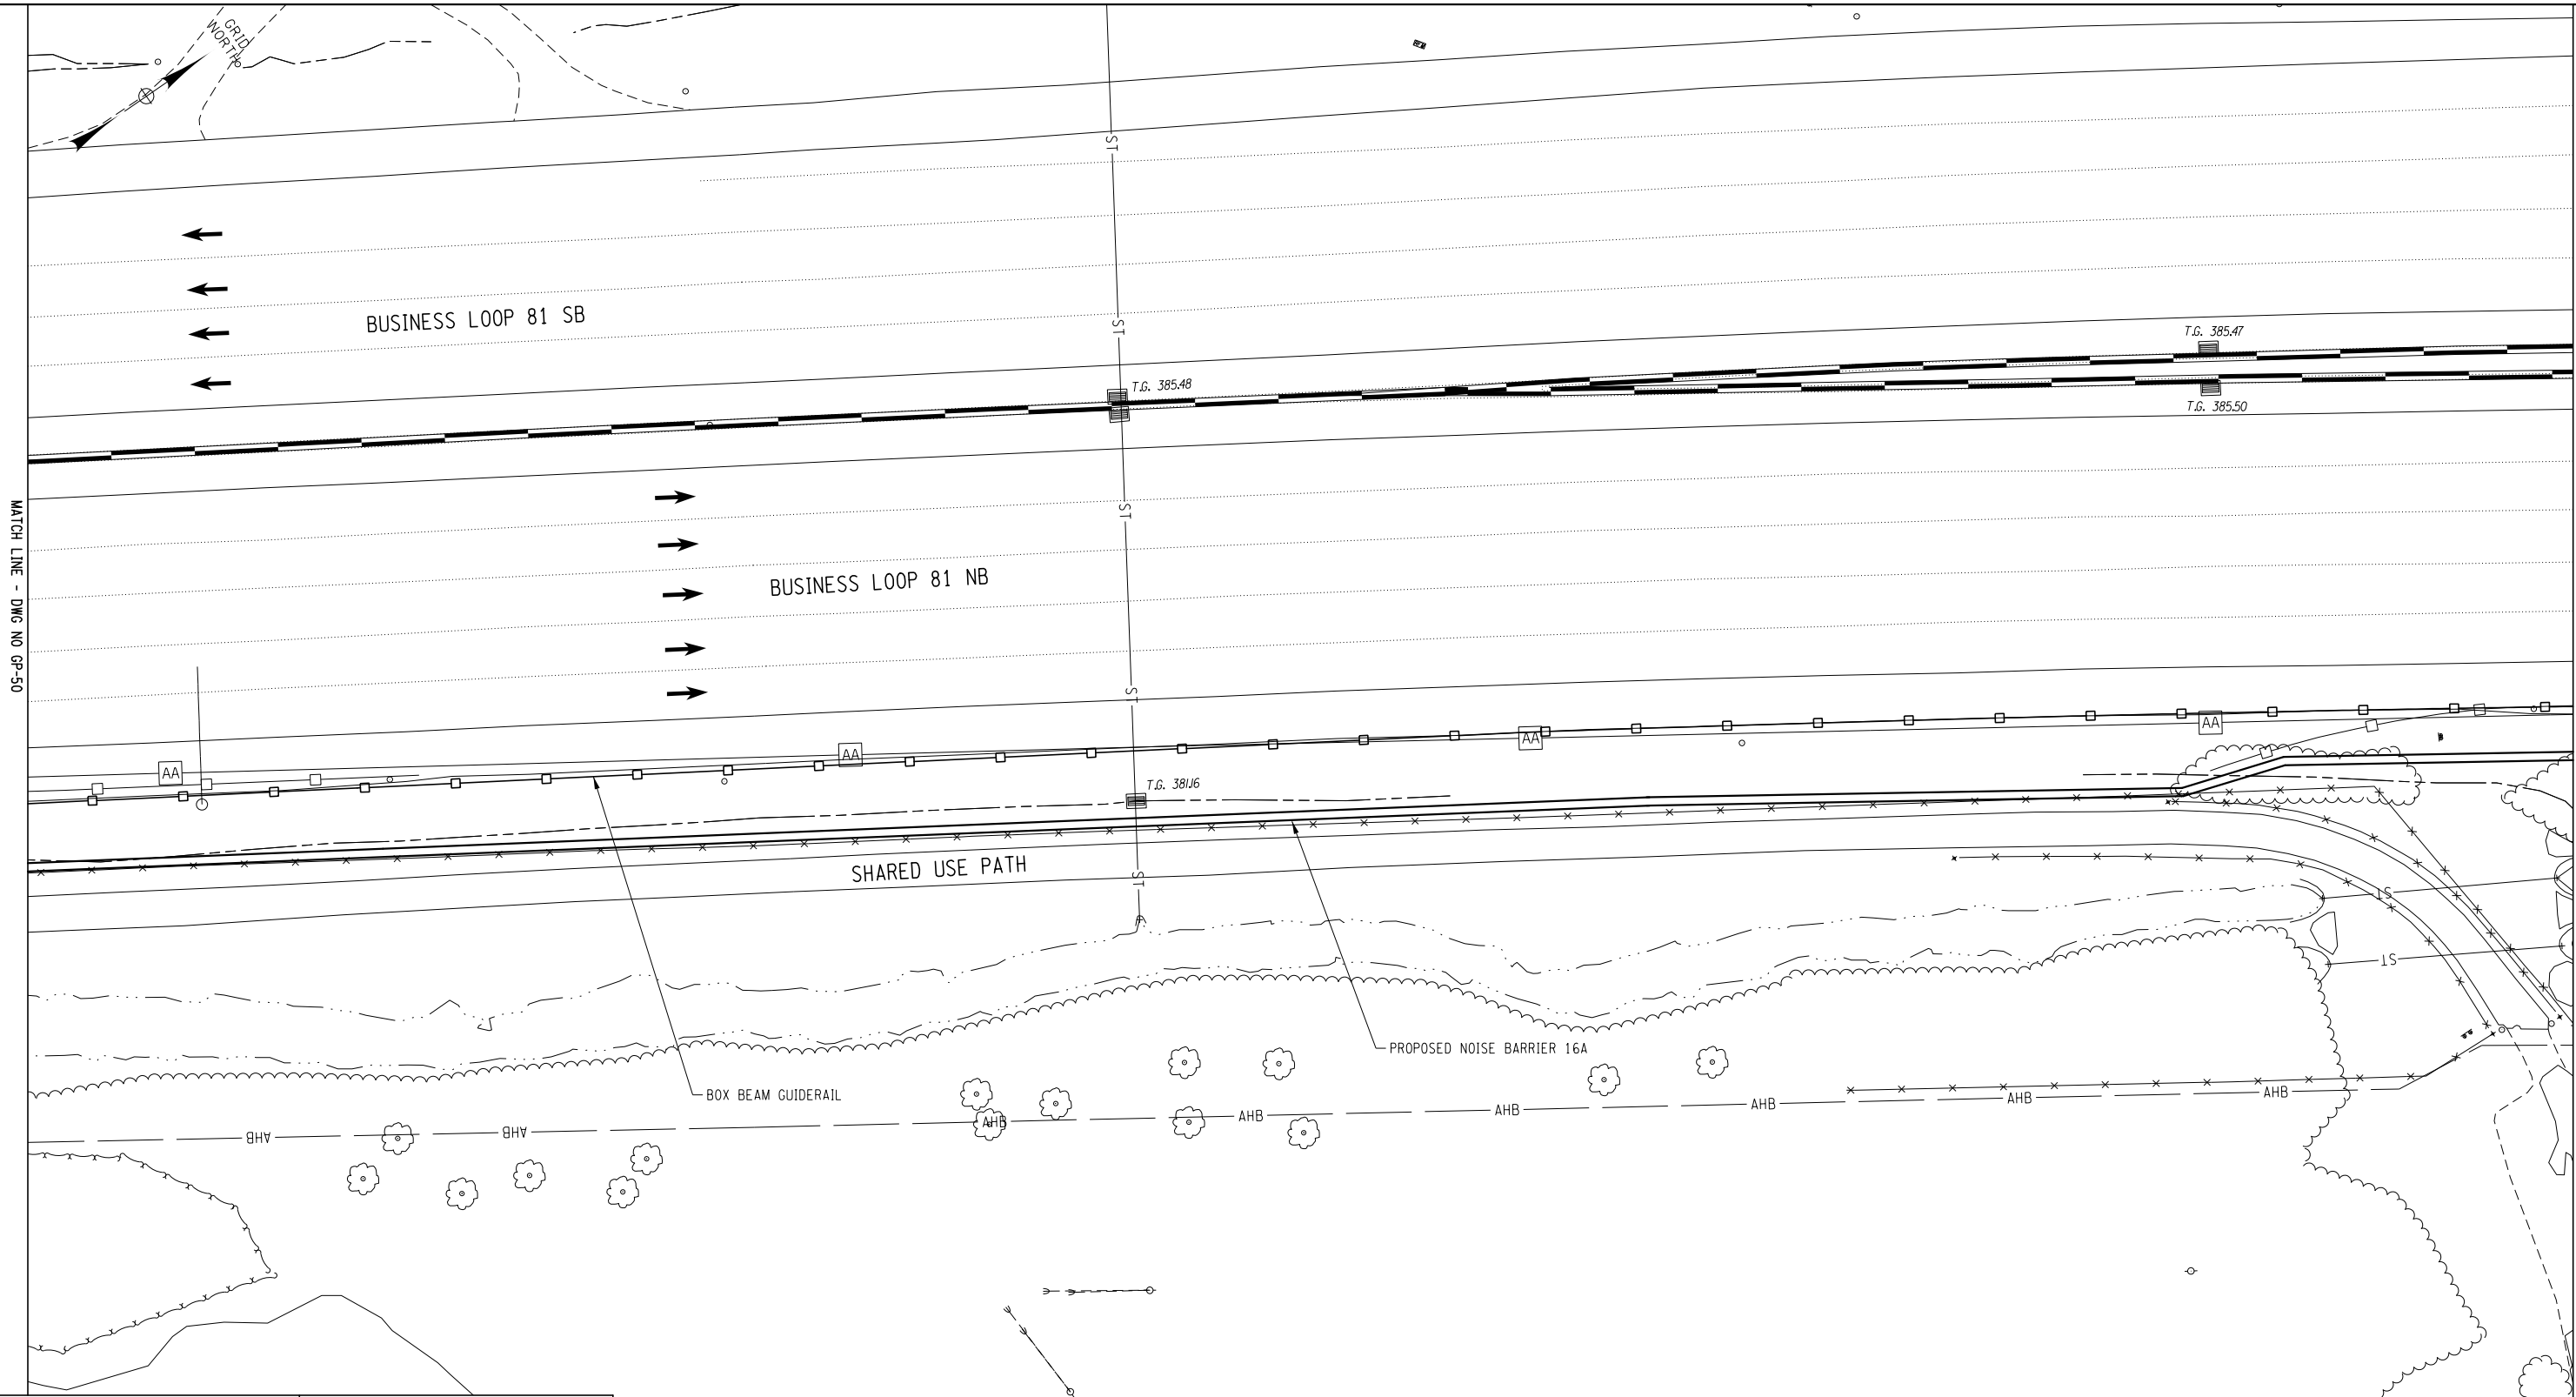 GRID
NORTH
ST
BUSINESS LOOP 81 SB
ST
T.G. 385.47
T.G. 385.48
T.G. 385.50
MATCH LINE - DWG NO GP-50
ST
BUSINESS LOOP 81 NB
ST
AA
AA
AA
AA
T.G. 381.16
SHARED USE PATH
ST
ST
ST
PROPOSED NOISE BARRIER 16A
BOX BEAM GUIDERAIL
AHB
AHB
AHB
AHB
AHB
AHB
AHB
AHB